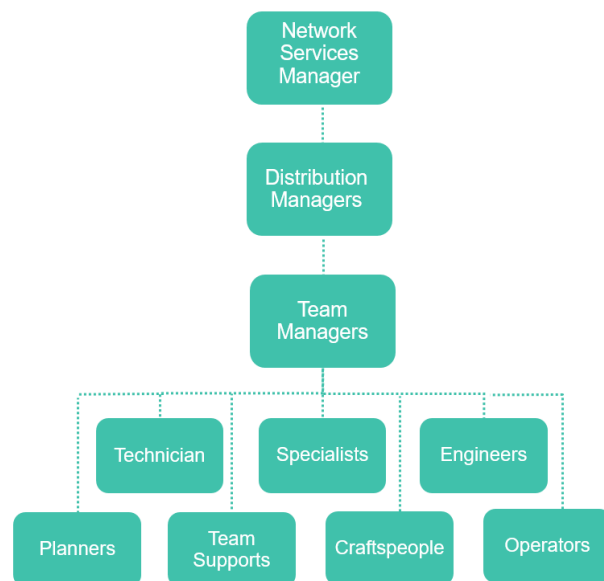 Network
Services
Manager
Distribution
Managers
Team
Managers
Technician
Specialists
Engineers
Planners
Team
Supports
Craftspeople
Operators